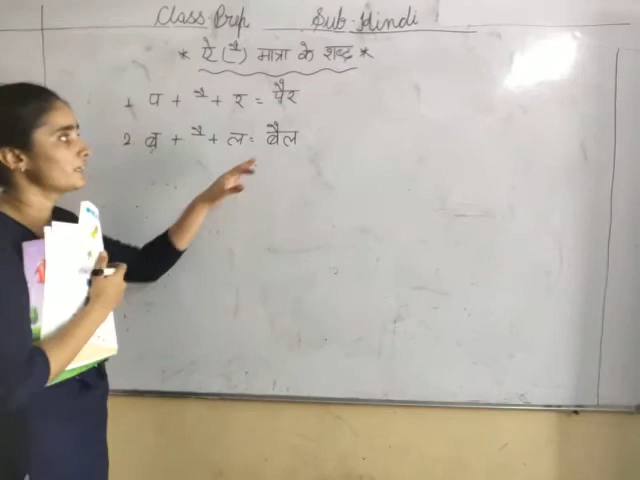 Class Prep Sub-Hindi
* ऐ ( ै ) मात्रा के शब्द *
1 प + ै + र = पैर
2 ब + ै + ल = बैल